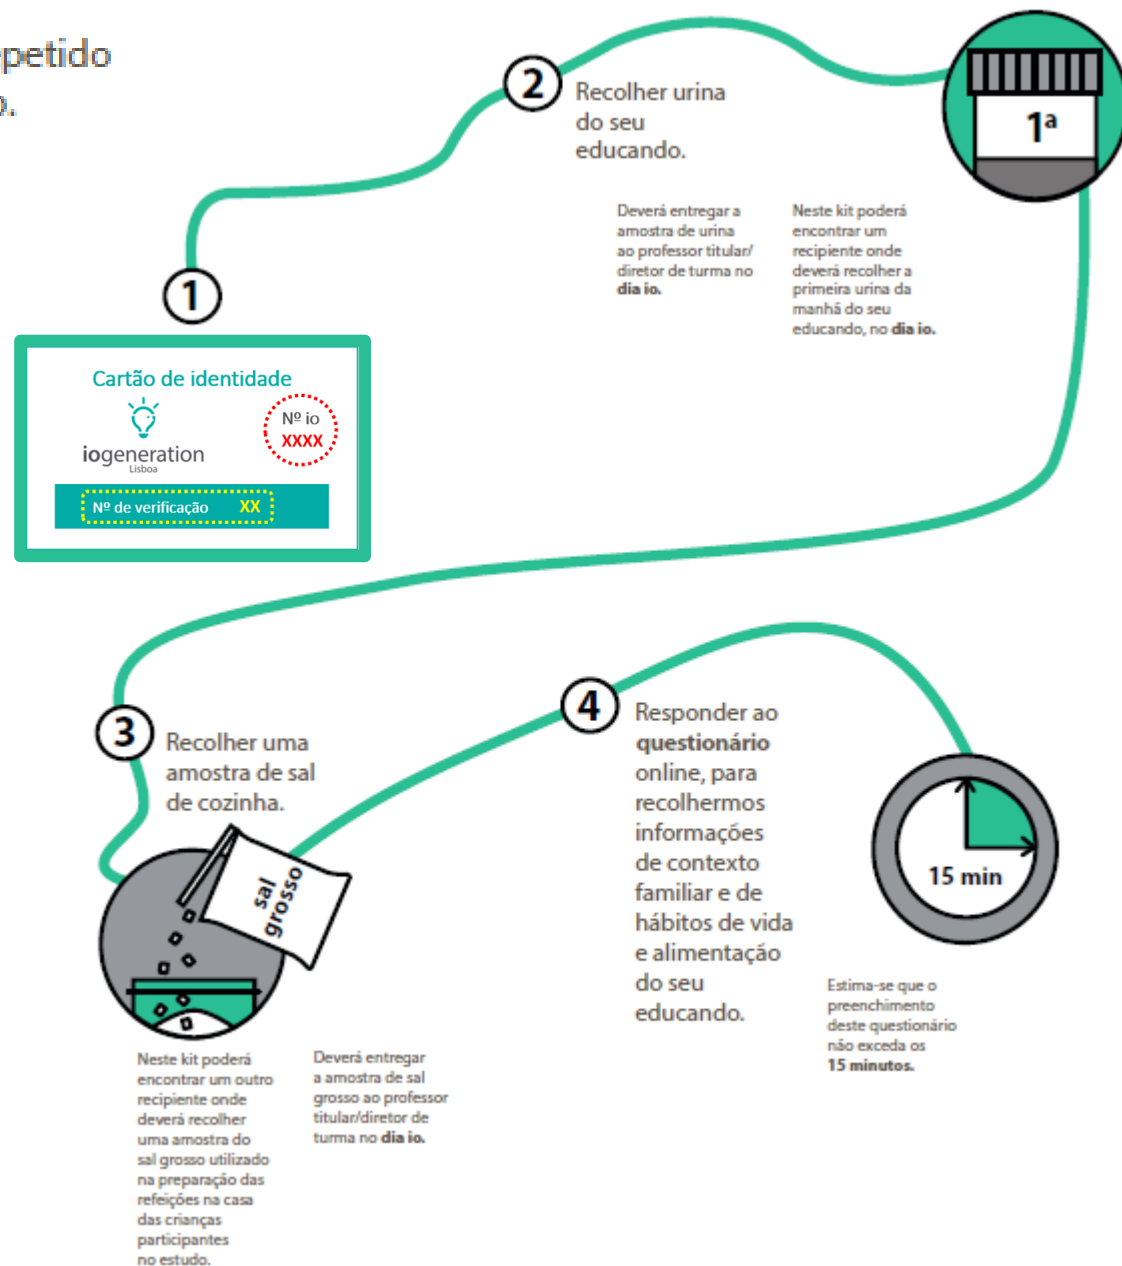 petido
o.
1
Cartão de identidade
iogeneration
Lisboa
Nº io
XXXX
Nº de verificação XX
2
Recolher urina
do seu
educando.
Deverá entregar a
amostra de urina
ao professor titular/
diretor de turma no
dia io.
Neste kit poderá
encontrar um
recipiente onde
deverá recolher a
primeira urina da
manhã do seu
educando, no dia io.
1ª
3
Recolher uma
amostra de sal
de cozinha.
sal
grosso
Neste kit poderá
encontrar um outro
recipiente onde
deverá recolher
uma amostra do
sal grosso utilizado
na preparação das
refeições na casa
das crianças
participantes
no estudo.
Deverá entregar
a amostra de sal
grosso ao professor
titular/diretor de
turma no dia io.
4
Responder ao
questionário
online, para
recolhermos
informações
de contexto
familiar e de
hábitos de vida
e alimentação
do seu
educando.
15 min
Estima-se que o
preenchimento
deste questionário
não exceda os
15 minutos.